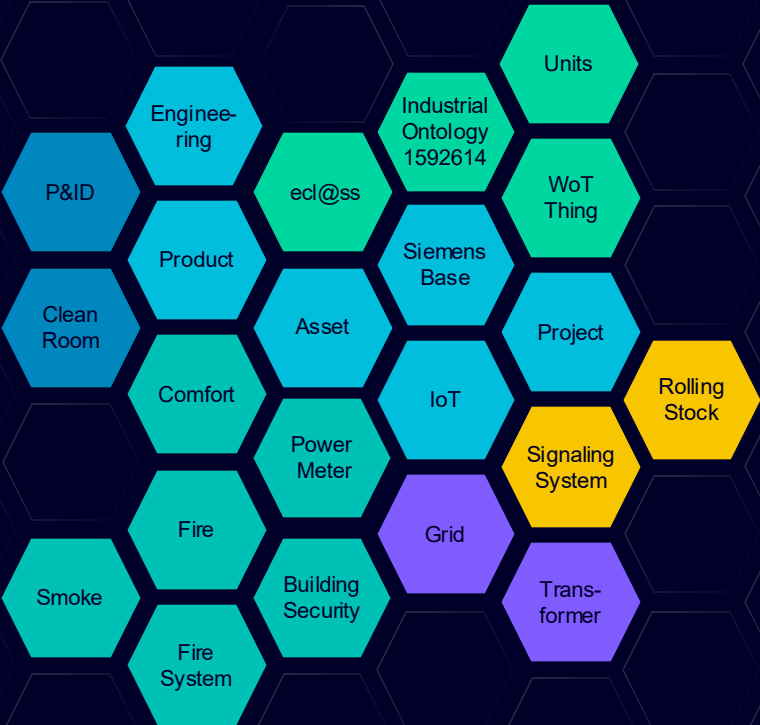 Units
Industrial
Ontology
1592614
Enginee-
ring
P&ID
ecl@ss
WoT
Thing
Product
Siemens
Base
Clean
Room
Asset
Project
Comfort
IoT
Rolling
Stock
Power
Meter
Signaling
System
Fire
Grid
Smoke
Building
Security
Trans-
former
Fire
System